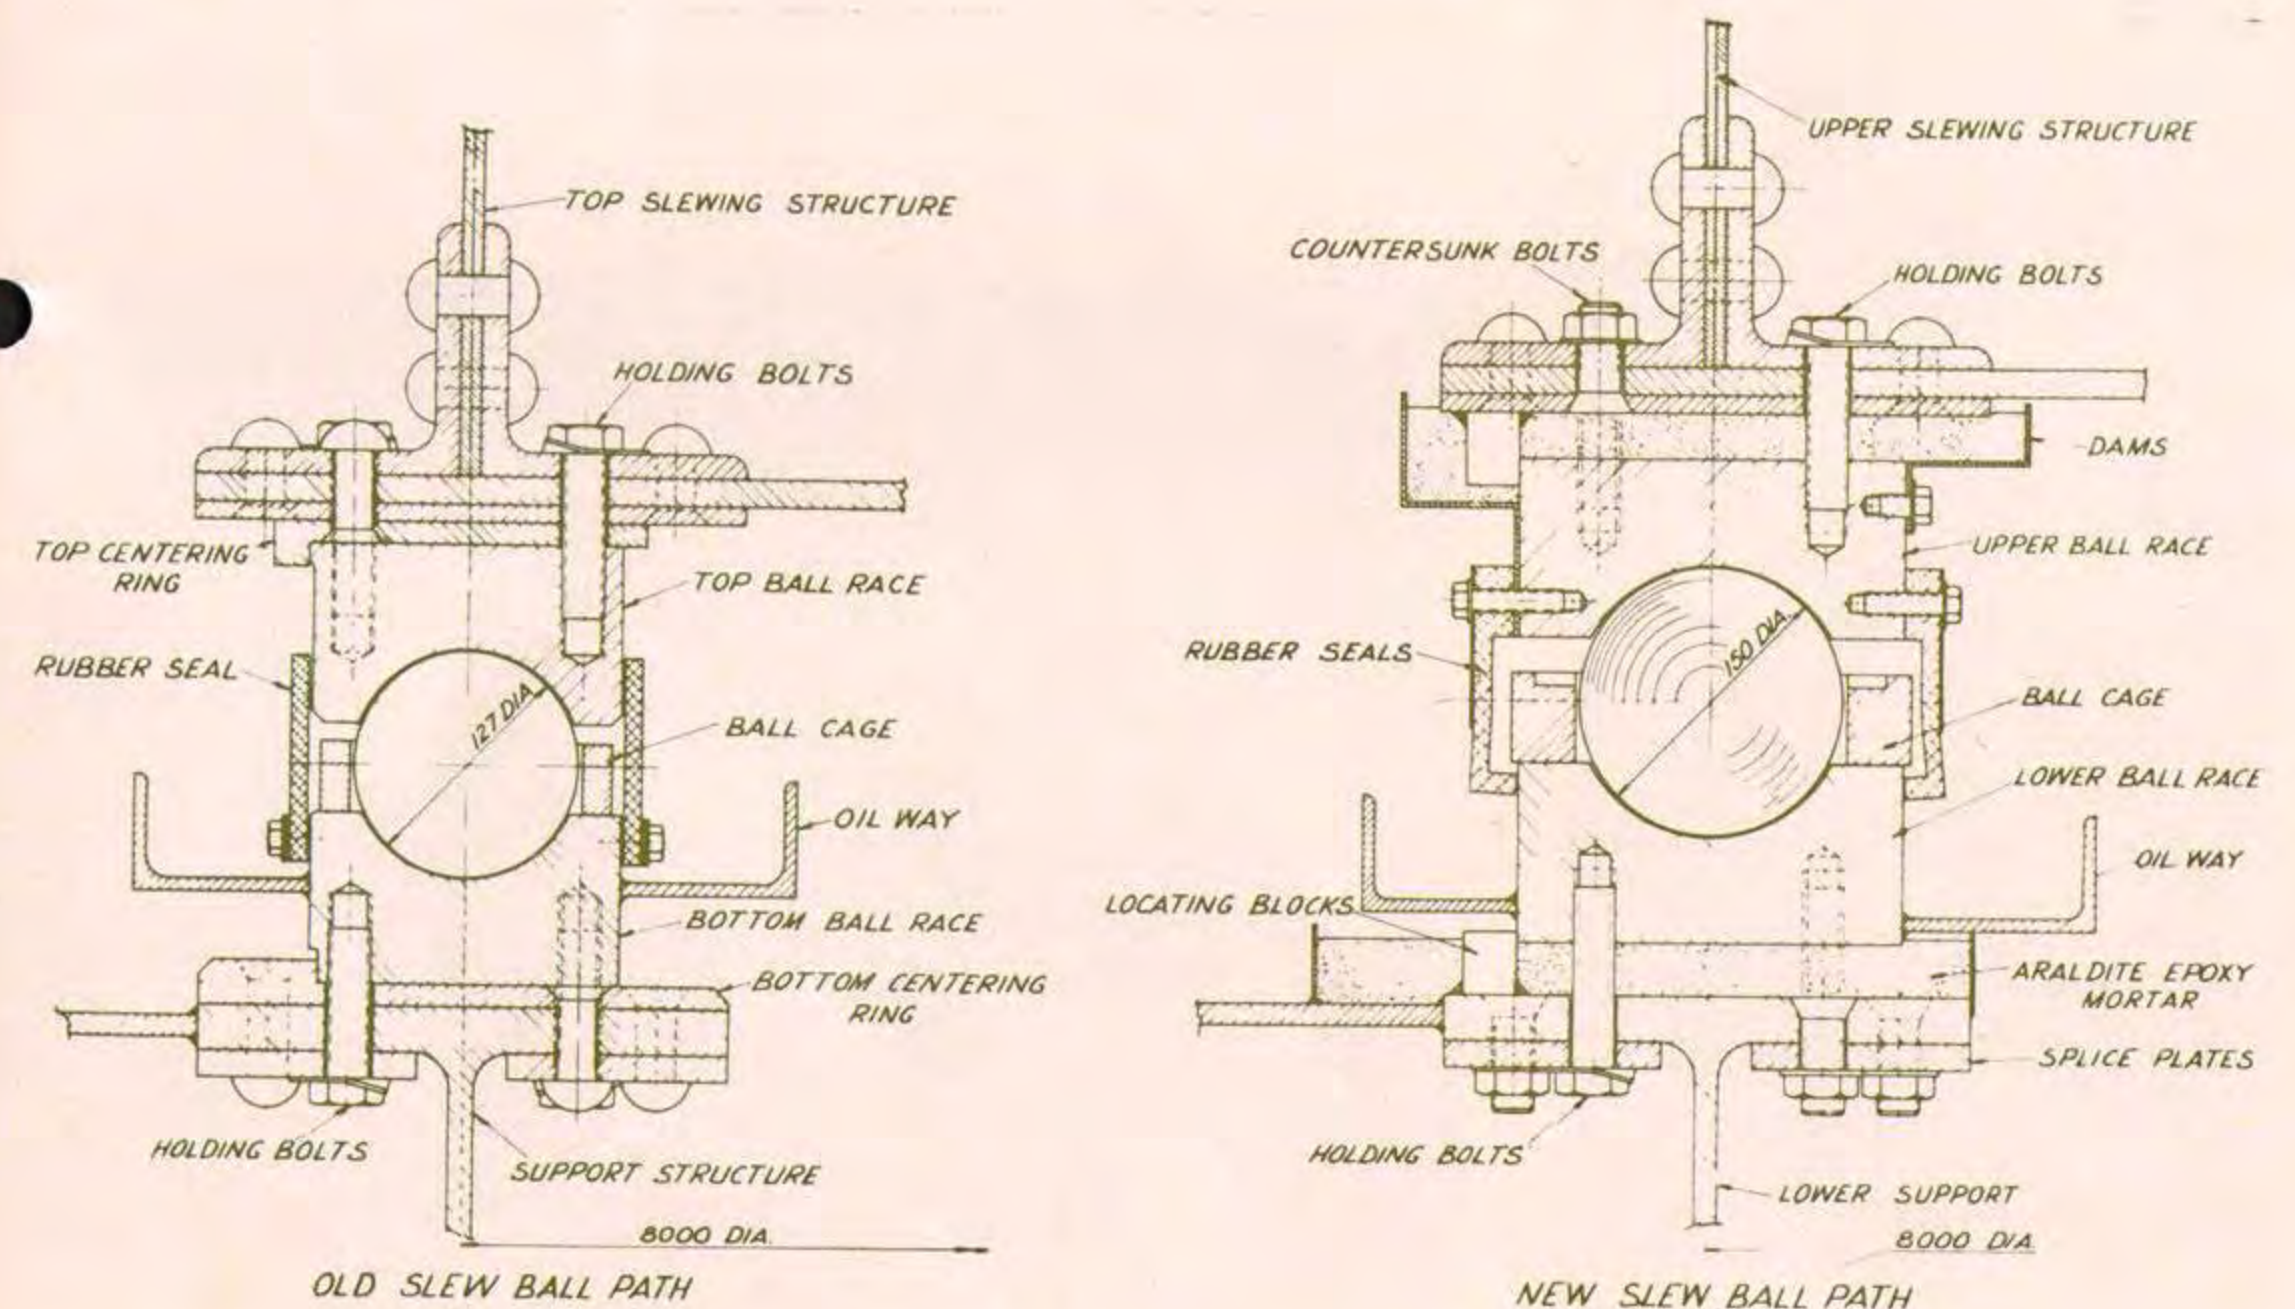 TOP SLEWING STRUCTURE
HOLDING BOLTS
TOP CENTERING
RING
TOP BALL RACE
RUBBER SEAL
127 DIA.
BALL CAGE
OIL WAY
BOTTOM BALL RACE
BOTTOM CENTERING
RING
HOLDING BOLTS
SUPPORT STRUCTURE
8000 DIA.
OLD SLEW BALL PATH
UPPER SLEWING STRUCTURE
COUNTERSUNK BOLTS
HOLDING BOLTS
DAMS
UPPER BALL RACE
RUBBER SEALS
150 DIA.
BALL CAGE
LOWER BALL RACE
OIL WAY
LOCATING BLOCKS
ARALDITE EPOXY
MORTAR
SPLICE PLATES
HOLDING BOLTS
LOWER SUPPORT
8000 DIA.
NEW SLEW BALL PATH